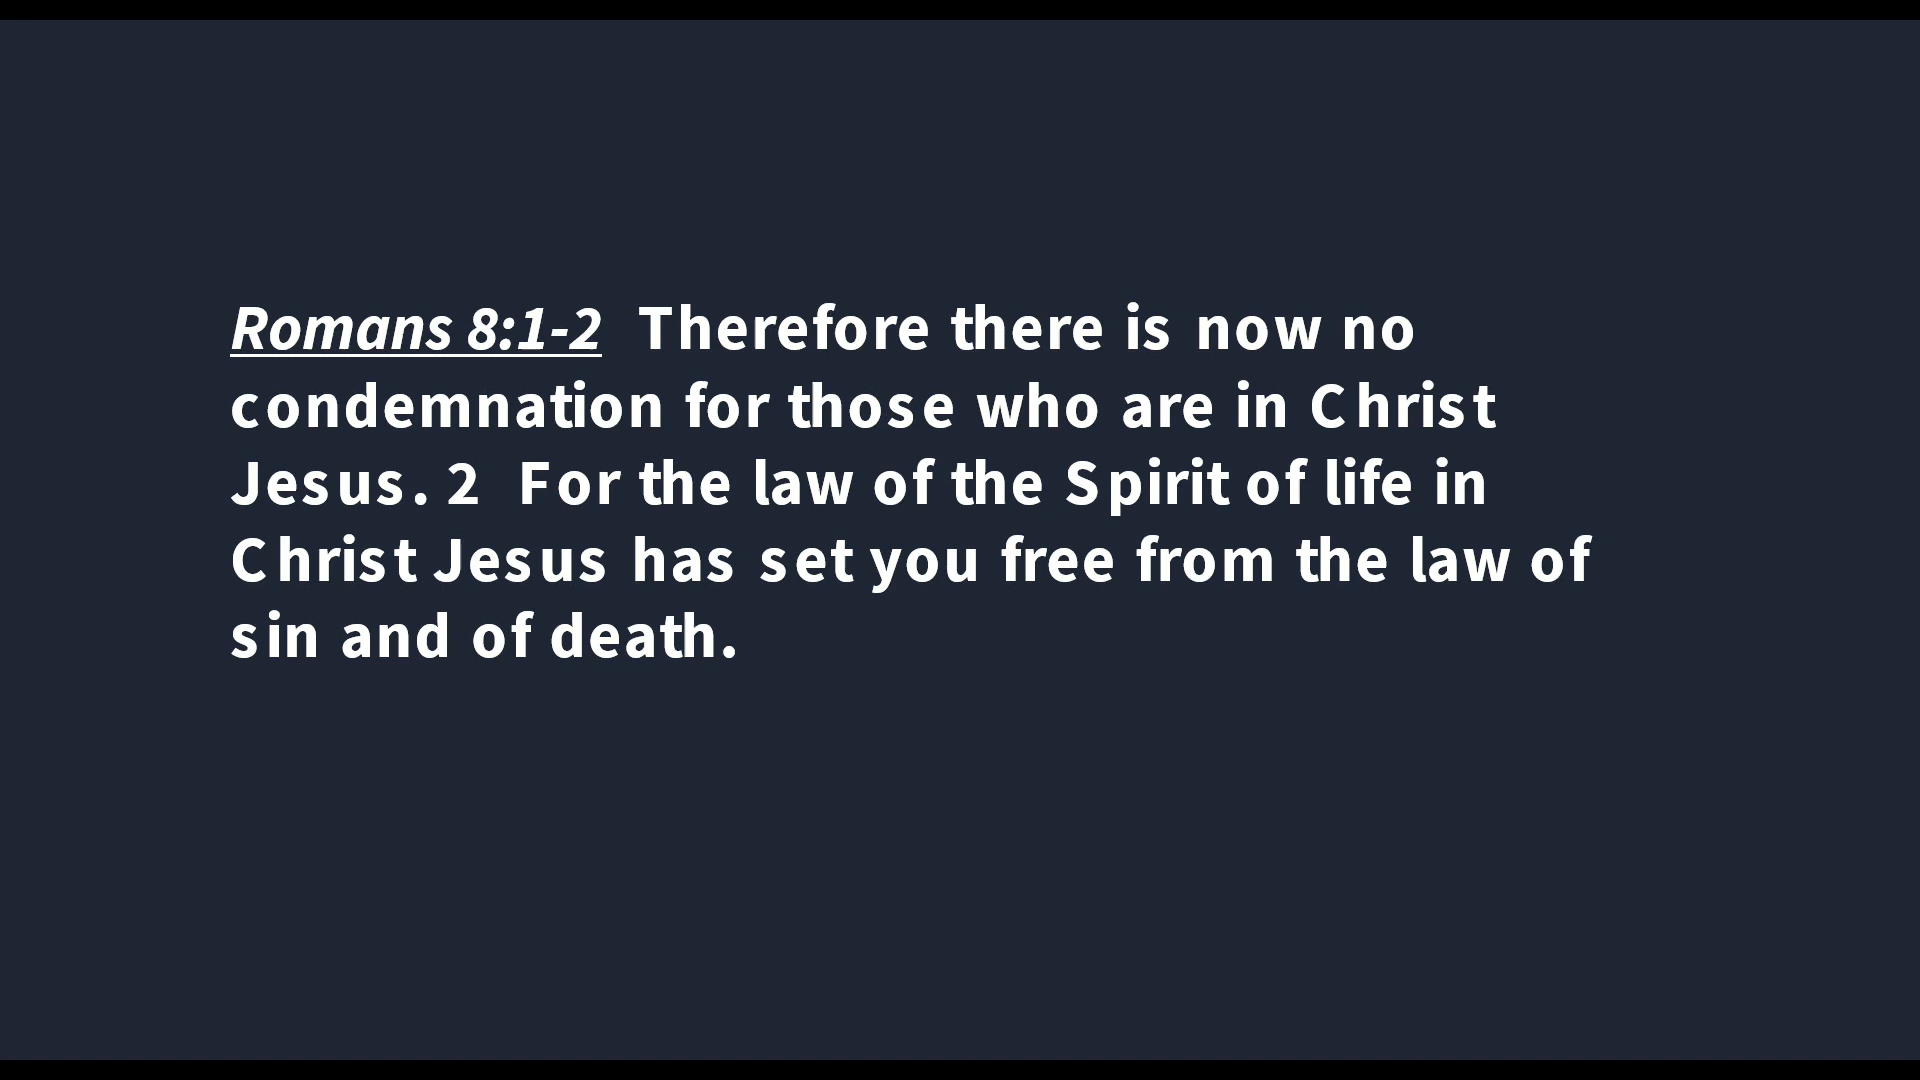 Romans 8:1-2  Therefore there is now no
condemnation for those who are in Christ
Jesus. 2  For the law of the Spirit of life in
Christ Jesus has set you free from the law of
sin and of death.